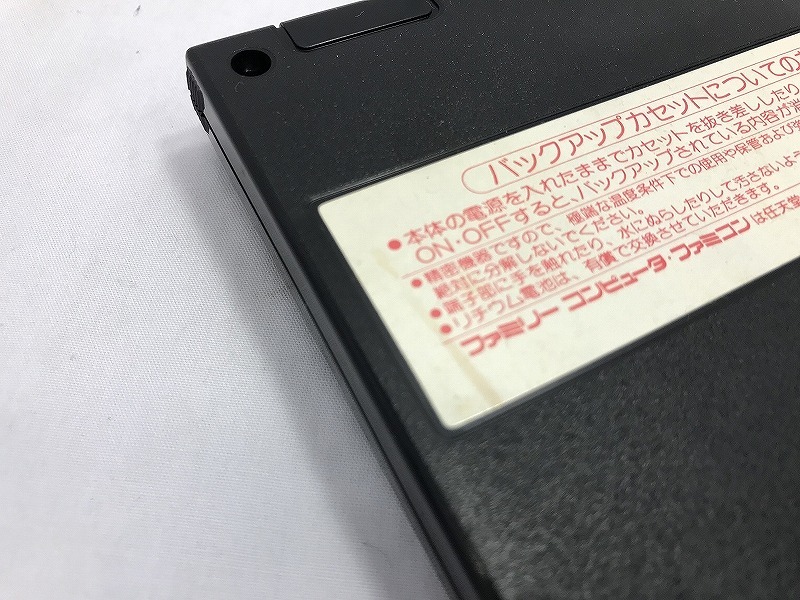 バックアップカセットについての
●本体の電源を入れたままでカセットを抜き差ししたり、
ON・OFFすると、バックアップされている内容が消
●精密機器ですので、極端な温度条件下での使用や保管および強
絶対に分解しないでください。
●端子部に手を触れたり、水にぬらしたりして汚さないよう
●リチウム電池は、有償で交換させていただきます。
ファミリーコンピュータ・ファミコンは任天堂